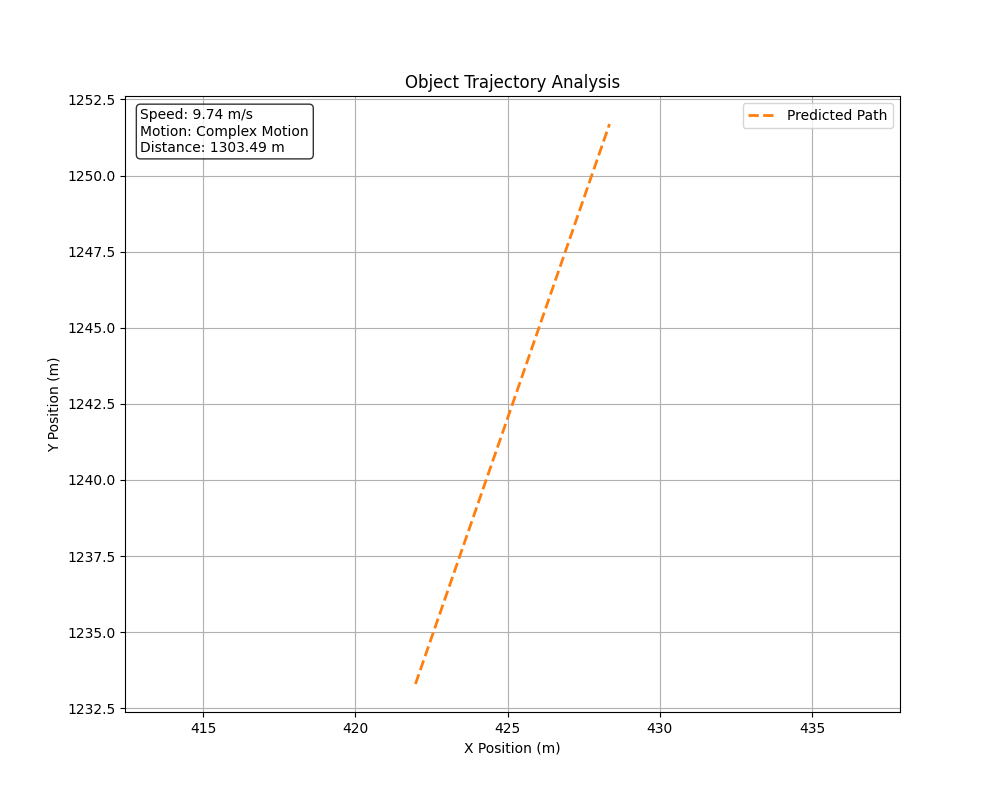 Object Trajectory Analysis
Speed: 9.74 m/s
Motion: Complex Motion
Distance: 1303.49 m
Predicted Path
Y Position (m)
1252.5
1250.0
1247.5
1245.0
1242.5
1240.0
1237.5
1235.0
1232.5
415 420 425 430 435
X Position (m)